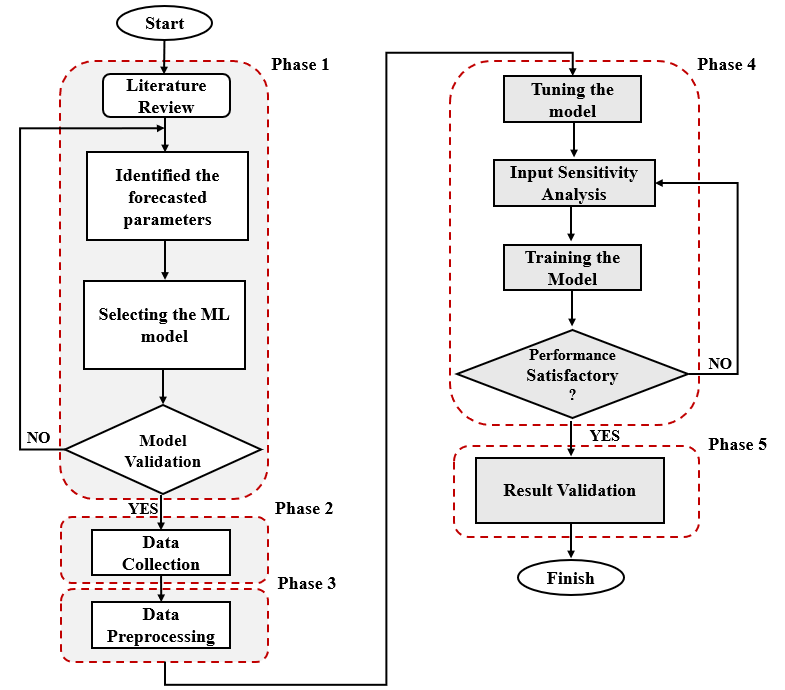 Start
Phase 1
Literature
Review
Identified the
forecasted
parameters
Selecting the ML
model
Model
Validation
NO
YES
Phase 2
Data
Collection
Phase 3
Data
Preprocessing
Phase 4
Tuning the
model
Input Sensitivity
Analysis
Training the
Model
Performance
Satisfactory
?
NO
YES
Phase 5
Result Validation
Finish